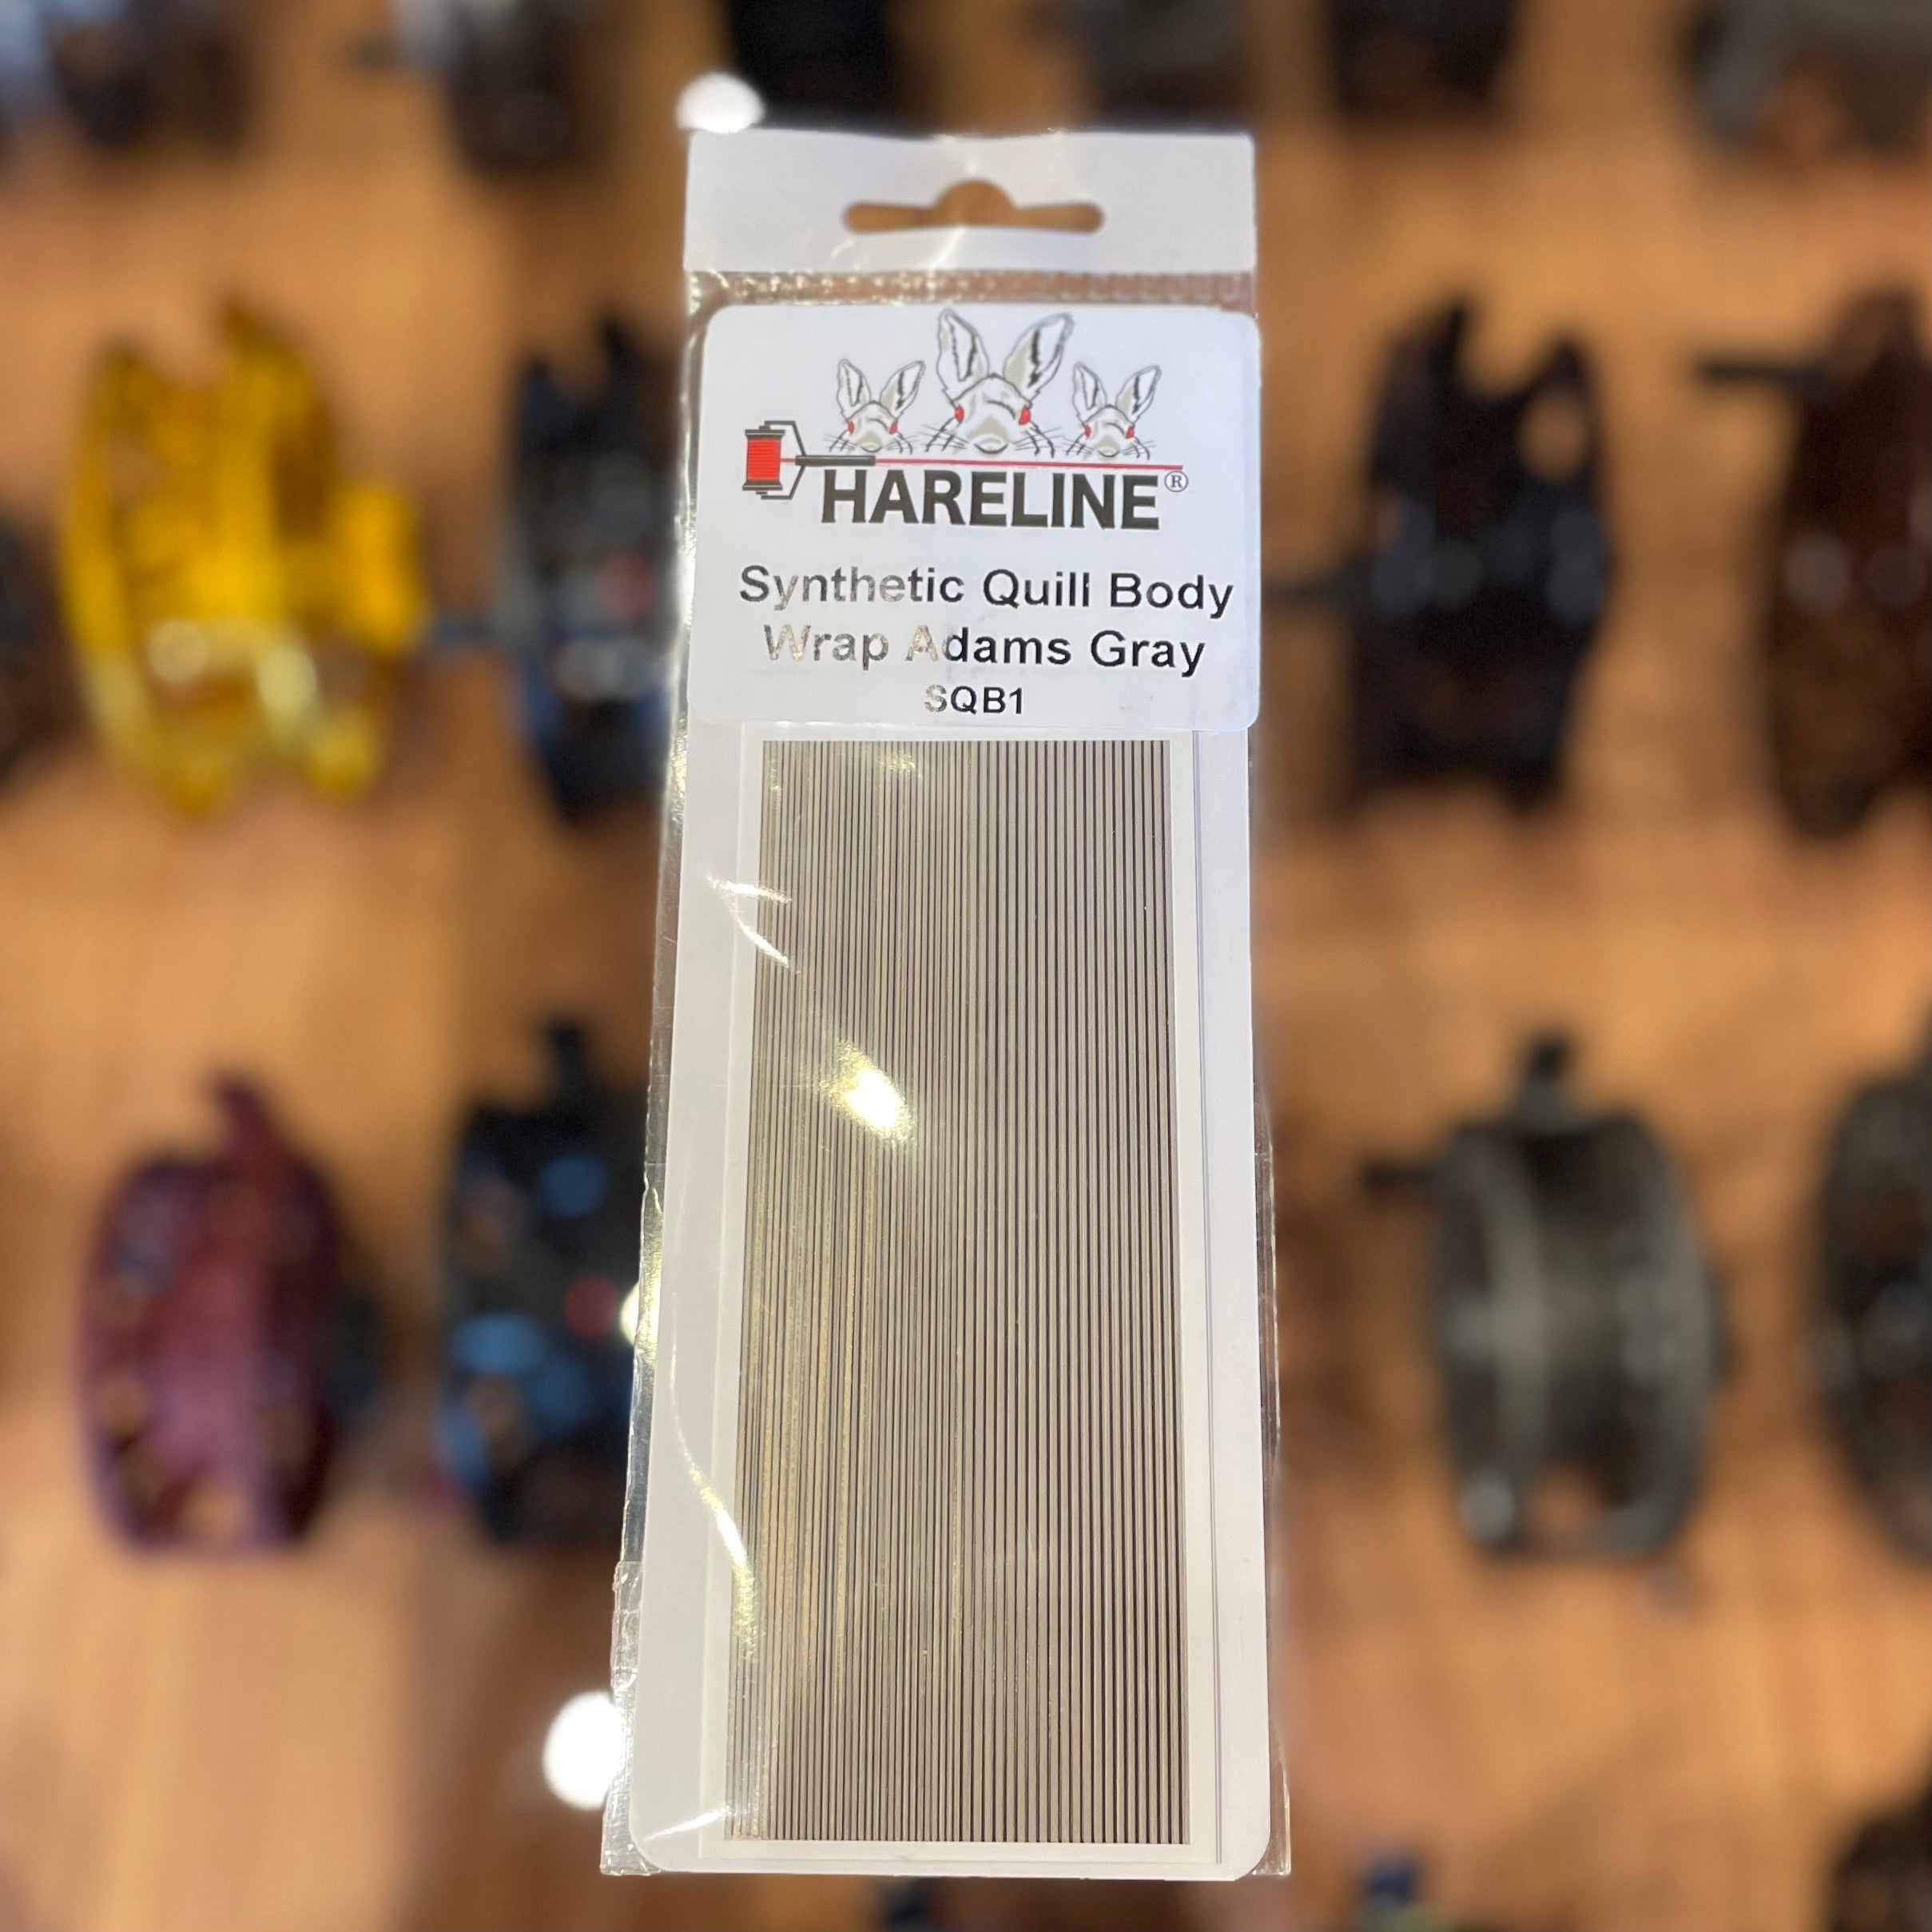 HARELINE®
Synthetic Quill Body
Wrap Adams Gray
SQB1